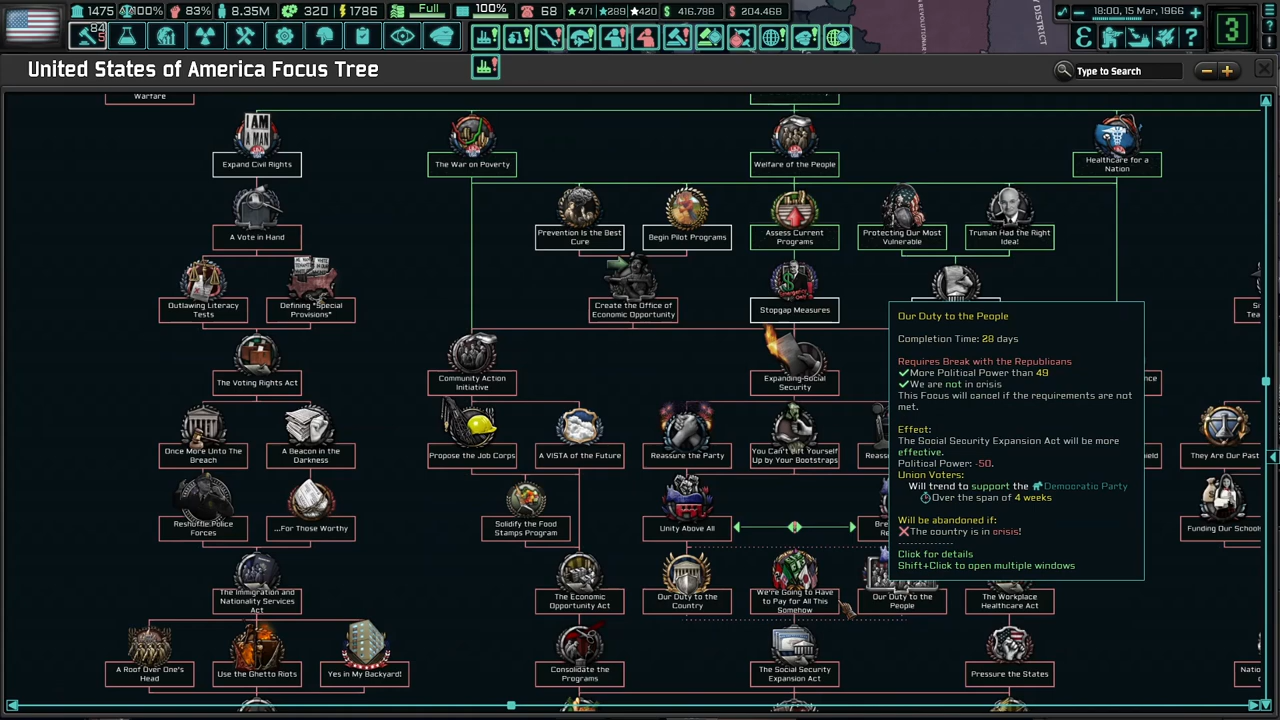 1475 100% 83% 8.35M 320 1786 Full 100% 68 471 289 420 $ 416.788 $ 204.468
18:00, 15 Mar, 1966
3
United States of America Focus Tree
Type to Search
Warfare
Expand Civil Rights
The War on Poverty
Welfare of the People
Healthcare for a
Nation
A Vote in Hand
Prevention Is the Best
Cure
Begin Pilot Programs
Assess Current
Programs
Protecting Our Most
Vulnerable
Truman Had the Right
Idea!
Outlawing Literacy
Tests
Defining "Special
Provisions"
Create the Office of
Economic Opportunity
Stopgap Measures
The Voting Rights Act
Community Action
Initiative
Expanding Social
Security
Once More Unto The
Breach
A Beacon in the
Darkness
Propose the Job Corps
A VISTA of the Future
Reassure the Party
You Can't Lift Yourself
Up by Your Bootstraps
They Are Our Past
Reshuffle Police
Forces
...For Those Worthy
Solidify the Food
Stamps Program
Unity Above All
Funding Our Schools
The Immigration and
Nationality Services
Act
The Economic
Opportunity Act
Our Duty to the
Country
We're Going to Have
to Pay for All This
Somehow
Our Duty to the
People
The Workplace
Healthcare Act
A Roof Over One's
Head
Use the Ghetto Riots
Yes in My Backyard!
Consolidate the
Programs
The Social Security
Expansion Act
Pressure the States
Our Duty to the People
Completion Time: 28 days
Requires Break with the Republicans
More Political Power than 49
We are not in crisis
This Focus will cancel if the requirements are not
met.
Effect:
The Social Security Expansion Act will be more
effective.
Political Power: -50.
Union Voters:
Will trend to support the Democratic Party
Over the span of 4 weeks
Will be abandoned if:
The country is in crisis!
Click for details
Shift+Click to open multiple windows